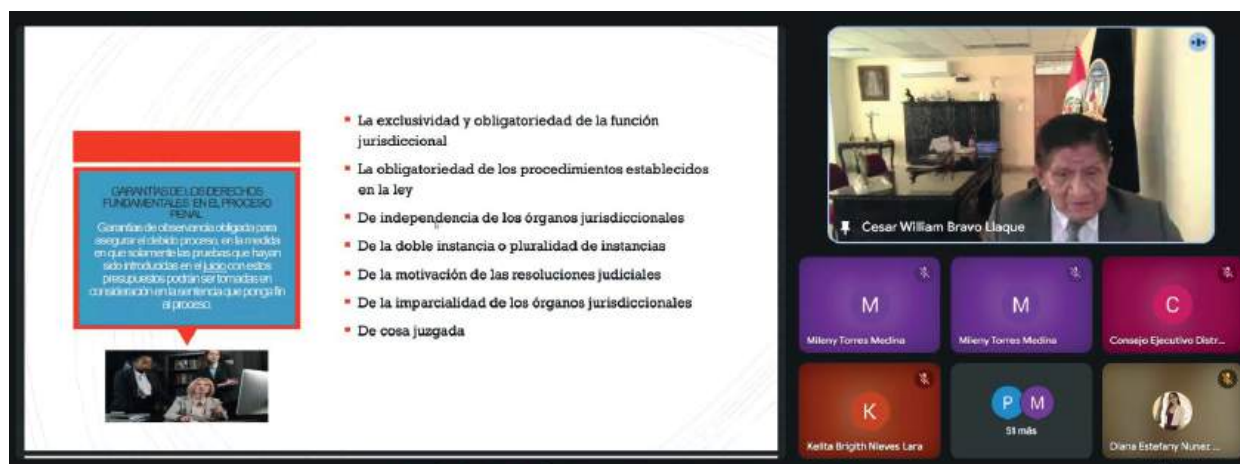 GARANTÍAS DE LOS DERECHOS
FUNDAMENTALES EN EL PROCESO
PENAL
Garantías de observancia obligada para
asegurar el debido proceso, en la medida
en que solamente las pruebas que hayan
sido introducidas en el juicio con estos
presupuestos podrán ser tomadas en
consideración en la sentencia que ponga fin
al proceso.
La exclusividad y obligatoriedad de la función
jurisdiccional
La obligatoriedad de los procedimientos establecidos
en la ley
De independencia de los órganos jurisdiccionales
De la doble instancia o pluralidad de instancias
De la motivación de las resoluciones judiciales
De la imparcialidad de los órganos jurisdiccionales
De cosa juzgada
Cesar William Bravo Llaque
M
Mileny Torres Medina
M
Mileny Torres Medina
C
Consejo Ejecutivo Distr...
K
Kelita Brigith Nieves Lara
P M
51 más
Diana Estefany Nunez ...